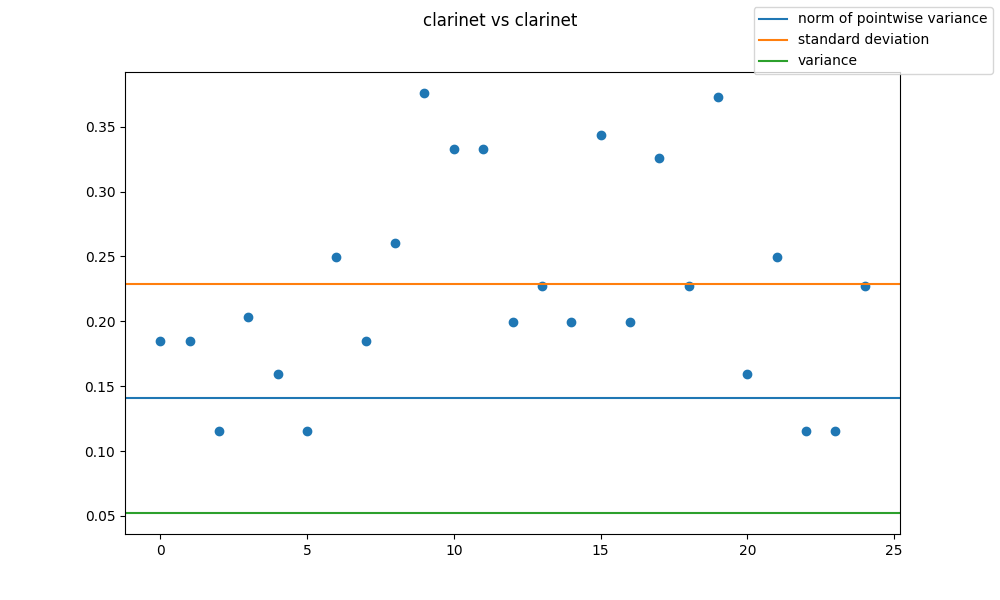 clarinet vs clarinet
norm of pointwise variance
standard deviation
variance
0.35
0.30
0.25
0.20
0.15
0.10
0.05
0 5 10 15 20 25